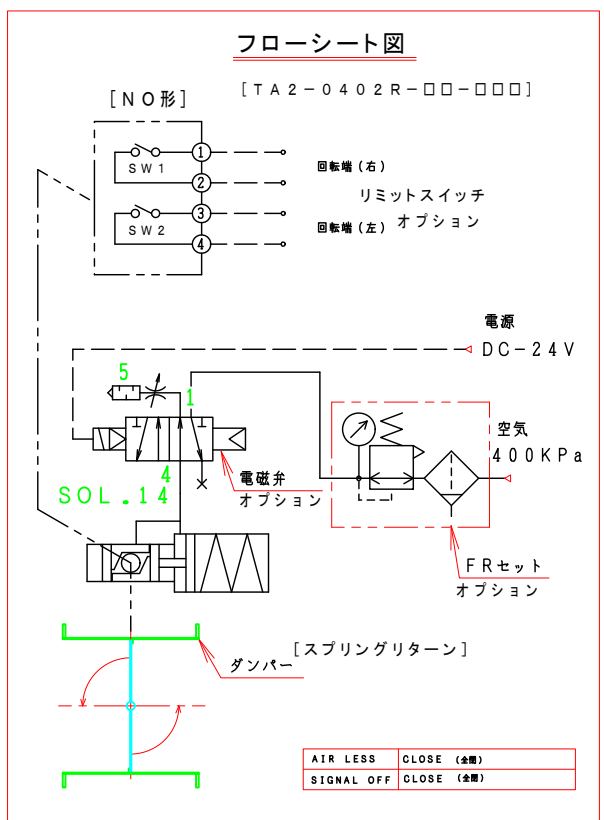 フローシート図
[TA2-0402R-□□-□□□]
[NO形]
SW1
SW2
1
2
3
4
回転端(右)
リミットスイッチ
オプション
回転端(左)
電源
DC-24V
5
1
4
SOL.14
電磁弁
オプション
空気
400KPa
FRセット
オプション
ダンパー
[スプリングリターン]
AIR LESS CLOSE (全閉)
SIGNAL OFF CLOSE (全閉)